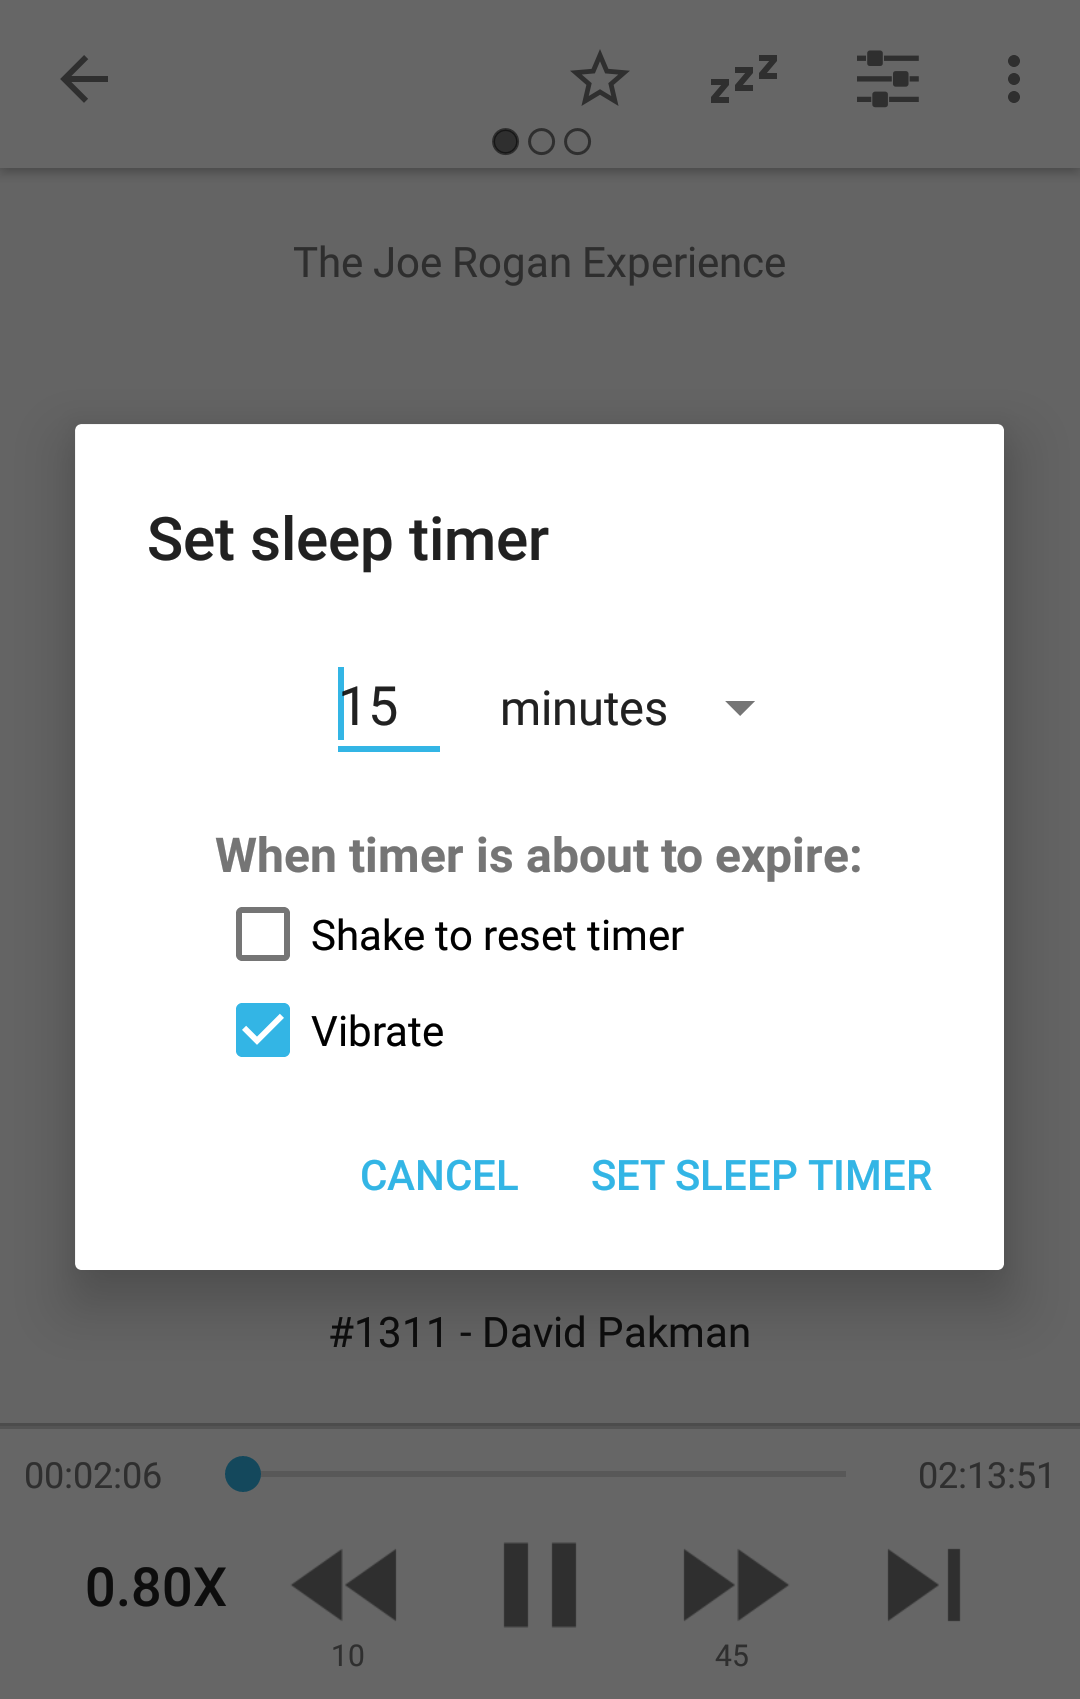 zzz
The Joe Rogan Experience
Set sleep timer
15 minutes
When timer is about to expire:
Shake to reset timer
Vibrate
CANCEL SET SLEEP TIMER
#1311 - David Pakman
00:02:06 02:13:51
0.80X
10 45